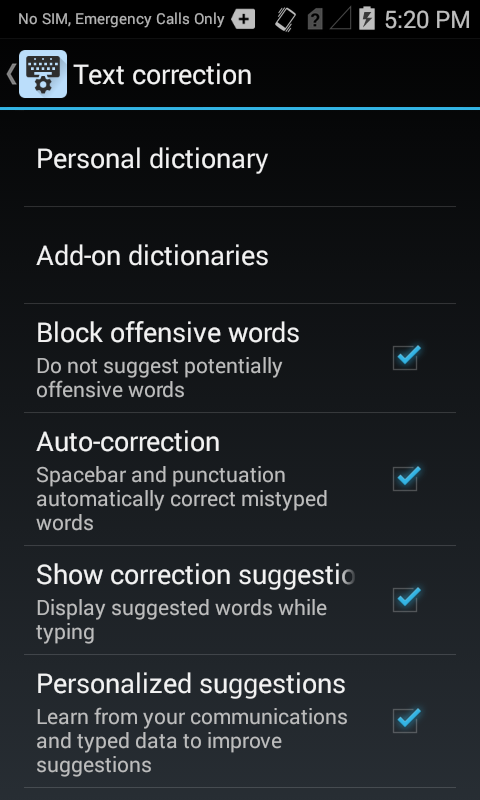 No SIM, Emergency Calls Only
5:20 PM
Text correction
Personal dictionary
Add-on dictionaries
Block offensive words
Do not suggest potentially
offensive words
Auto-correction
Spacebar and punctuation
automatically correct mistyped
words
Show correction suggestio
Display suggested words while
typing
Personalized suggestions
Learn from your communications
and typed data to improve
suggestions